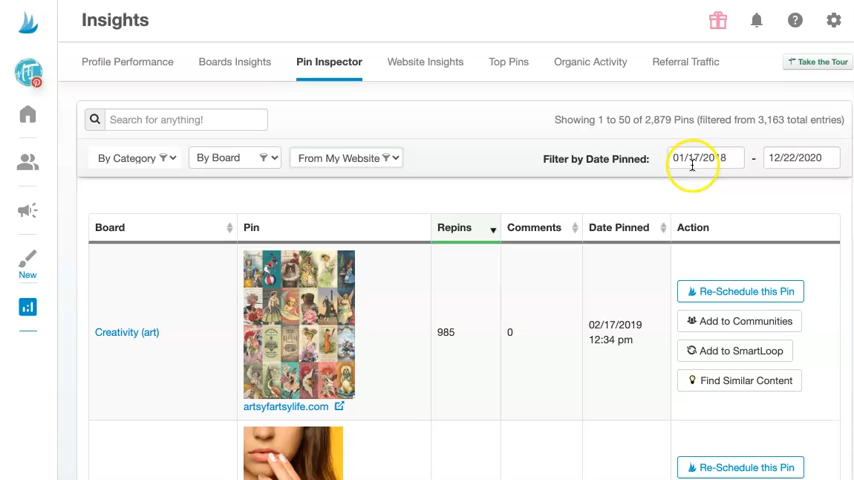 Insights
Profile Performance
Boards Insights
Pin Inspector
Website Insights
Top Pins
Organic Activity
Referral Traffic
Take the Tour
Search for anything!
Showing 1 to 50 of 2,879 Pins (filtered from 3,163 total entries)
By Category
By Board
From My Website
Filter by Date Pinned:
01/17/2018
-
12/22/2020
New
Board
Pin
Repins
Comments
Date Pinned
Action
Creativity (art)
artsyfartsylife.com
985
0
02/17/2019
12:34 pm
Re-Schedule this Pin
Add to Communities
Add to SmartLoop
Find Similar Content
Re-Schedule this Pin